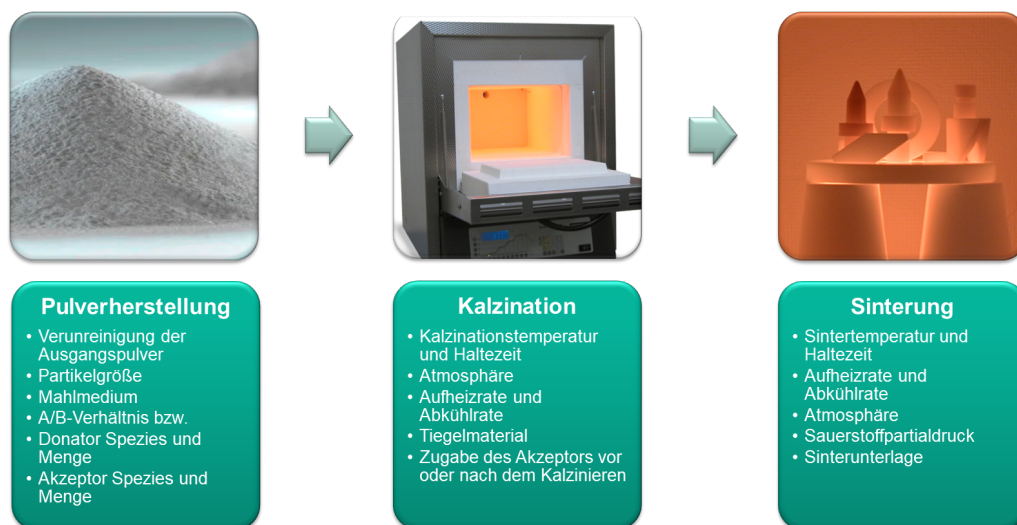 Pulverherstellung
• Verunreinigung der
Ausgangspulver
• Partikelgröße
• Mahlmedium
• A/B-Verhältnis bzw.
• Donator Spezies und
Menge
• Akzeptor Spezies und
Menge
Kalzination
• Kalzinationstemperatur
und Haltezeit
• Atmosphäre
• Aufheizrate und
Abkühlrate
• Tiegelmaterial
• Zugabe des Akzeptors vor
oder nach dem Kalzinieren
Sinterung
• Sintertemperatur und
Haltezeit
• Aufheizrate und
Abkühlrate
• Atmosphäre
• Sauerstoffpartialdruck
• Sinterunterlage